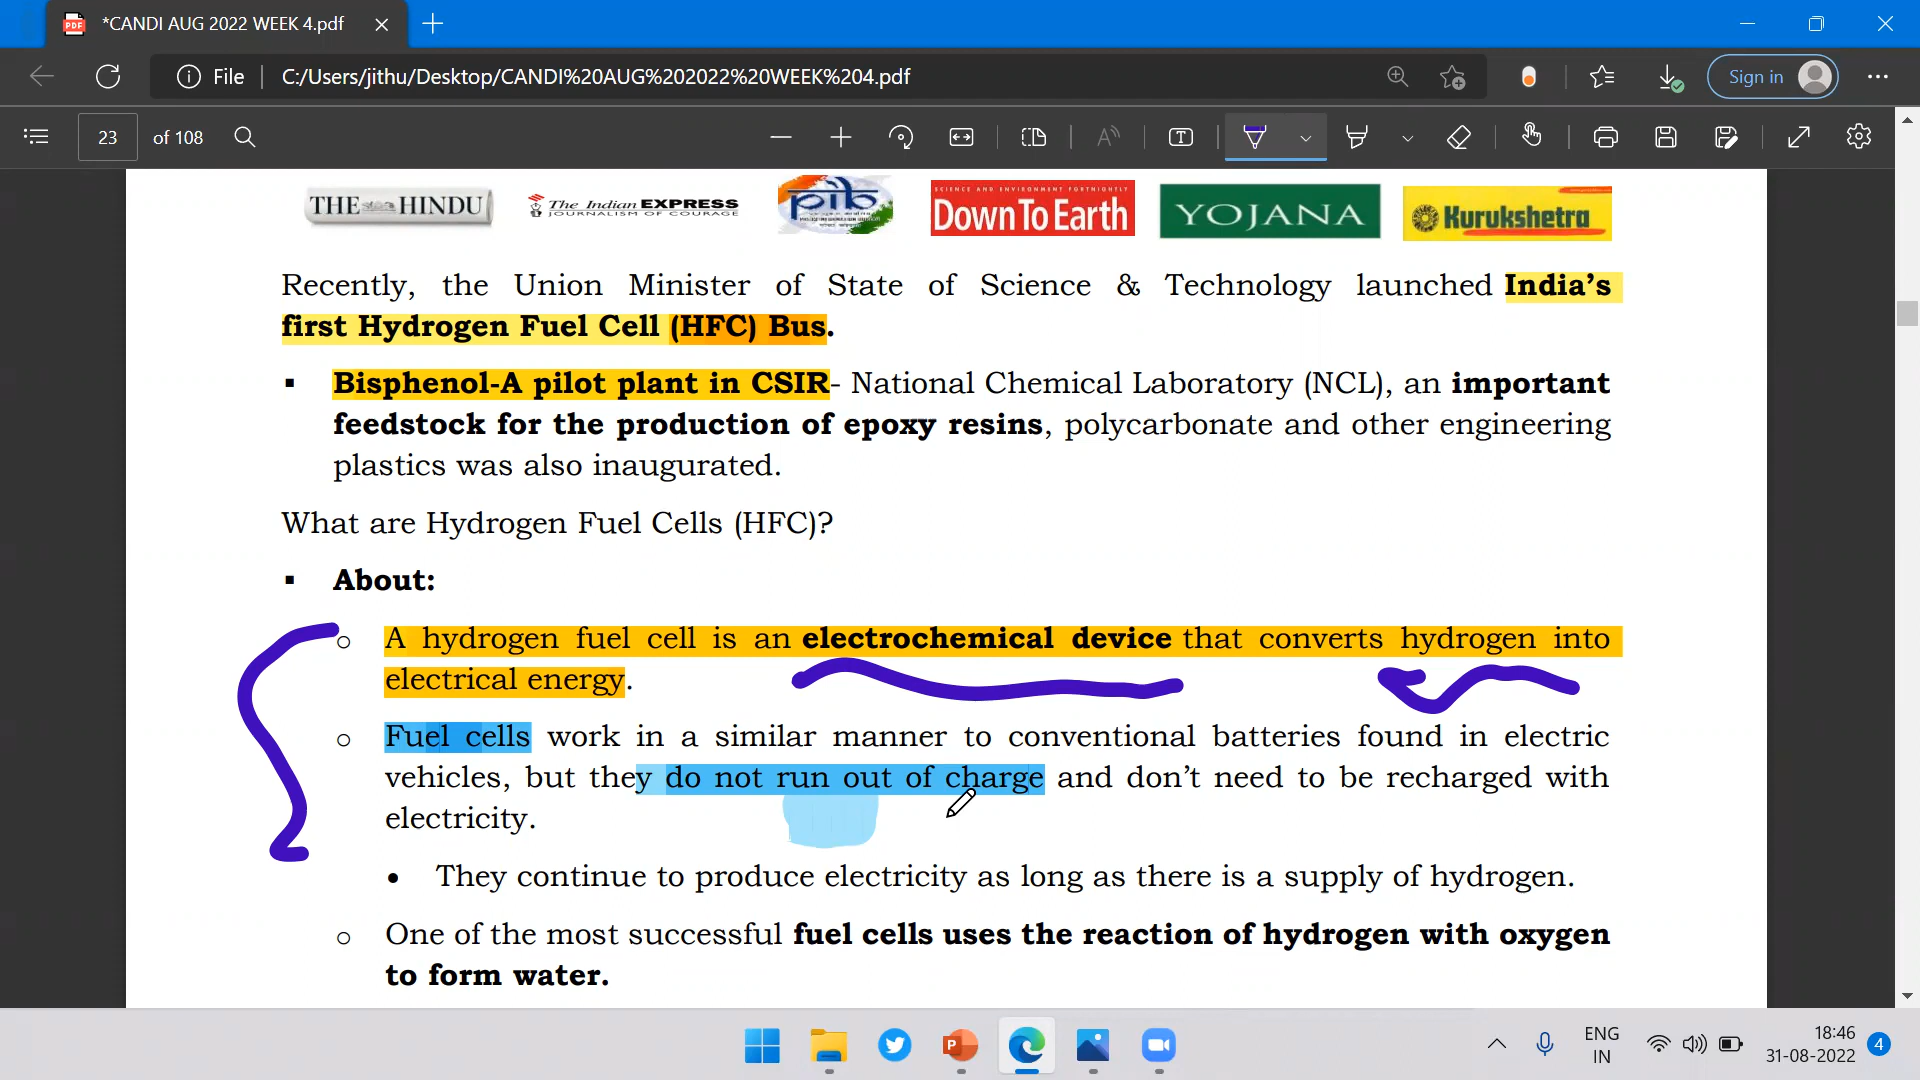 *CANDI AUG 2022 WEEK 4.pdf
File
C:/Users/jithu/Desktop/CANDI%20AUG%202022%20WEEK%204.pdf
Sign in
23 of 108
THE HINDU
The Indian EXPRESS
JOURNALISM OF COURAGE
pib
SCIENCE AND ENVIRONMENT FORTNIGHTLY
Down To Earth
YOJANA
Kurukshetra
Recently, the Union Minister of State of Science & Technology launched India’s
first Hydrogen Fuel Cell (HFC) Bus.
▪ Bisphenol-A pilot plant in CSIR- National Chemical Laboratory (NCL), an important
feedstock for the production of epoxy resins, polycarbonate and other engineering
plastics was also inaugurated.
What are Hydrogen Fuel Cells (HFC)?
▪ About:
o A hydrogen fuel cell is an electrochemical device that converts hydrogen into
electrical energy.
o Fuel cells work in a similar manner to conventional batteries found in electric
vehicles, but they do not run out of charge and don’t need to be recharged with
electricity.
• They continue to produce electricity as long as there is a supply of hydrogen.
o One of the most successful fuel cells uses the reaction of hydrogen with oxygen
to form water.
ENG
IN
18:46
31-08-2022
4